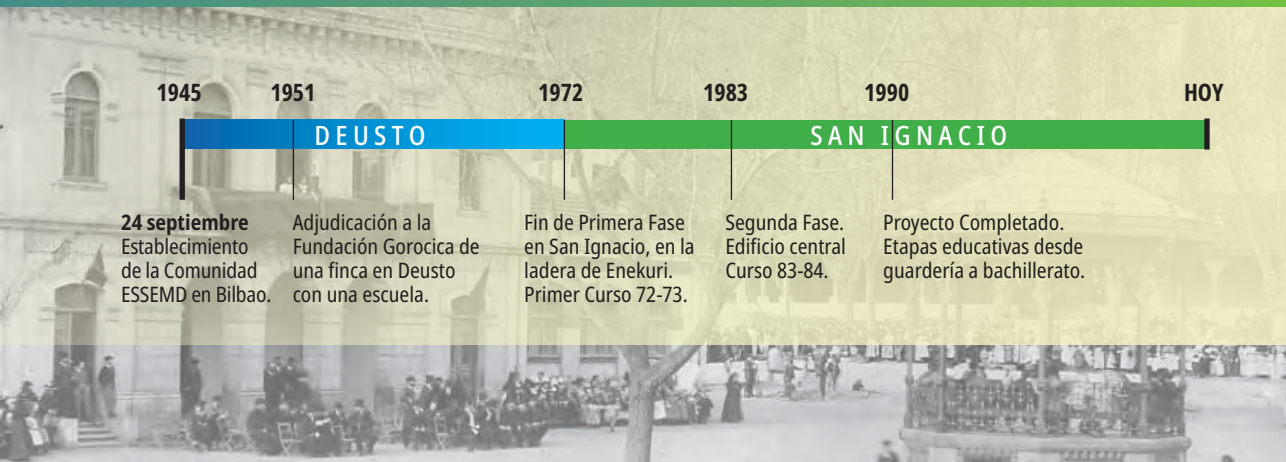 1945
1951
1972
1983
1990
HOY
DEUSTO
SAN IGNACIO
24 septiembre
Establecimiento
de la Comunidad
ESSEMD en Bilbao.
Adjudicación a la
Fundación Gorocica de
una finca en Deusto
con una escuela.
Fin de Primera Fase
en San Ignacio, en la
ladera de Enekuri.
Primer Curso 72-73.
Segunda Fase.
Edificio central
Curso 83-84.
Proyecto Completado.
Etapas educativas desde
guardería a bachillerato.